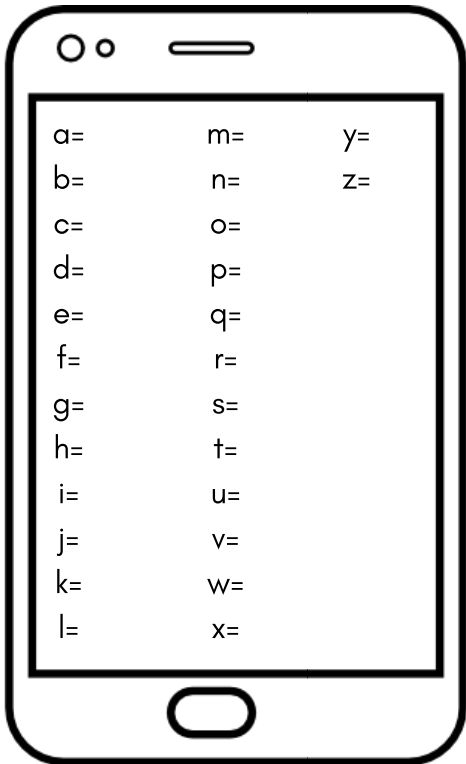 a=
b=
c=
d=
e=
f=
g=
h=
i=
j=
k=
l=
m=
n=
o=
p=
q=
r=
s=
t=
u=
v=
w=
x=
y=
z=